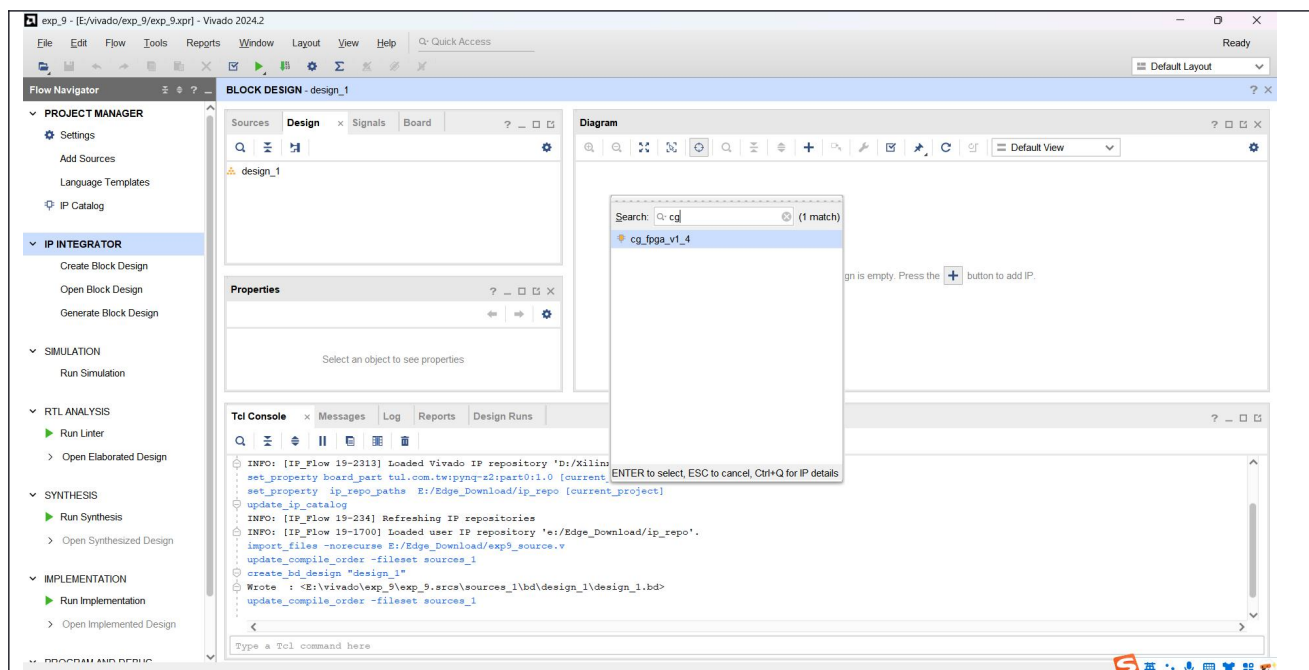 exp_9 - [E:/vivado/exp_9/exp_9.xpr] - Vivado 2024.2
File Edit Flow Tools Reports Window Layout View Help Q- Quick Access Ready
Default Layout
Flow Navigator
BLOCK DESIGN - design_1
PROJECT MANAGER
Settings
Add Sources
Language Templates
IP Catalog
IP INTEGRATOR
Create Block Design
Open Block Design
Generate Block Design
SIMULATION
Run Simulation
RTL ANALYSIS
Run Linter
Open Elaborated Design
SYNTHESIS
Run Synthesis
Open Synthesized Design
IMPLEMENTATION
Run Implementation
Open Implemented Design
PROGRAM AND DEBUG
Sources Design Signals Board
design_1
Properties
Select an object to see properties
Diagram
Default View
Search: cg (1 match)
cg_fpga_v1_4
gn is empty. Press the + button to add IP.
ENTER to select, ESC to cancel, Ctrl+Q for IP details
Tcl Console Messages Log Reports Design Runs
INFO: [IP_Flow 19-2313] Loaded Vivado IP repository 'D:/Xilin
set_property board_part tul.com.tw:pynq-z2:part0:1.0 [current_
set_property ip_repo_paths E:/Edge_Download/ip_repo [current_project]
update_ip_catalog
INFO: [IP_Flow 19-234] Refreshing IP repositories
INFO: [IP_Flow 19-1700] Loaded user IP repository 'e:/Edge_Download/ip_repo'.
import_files -norecurse E:/Edge_Download/exp9_source.v
update_compile_order -fileset sources_1
create_bd_design "design_1"
Wrote : <E:\vivado\exp_9\exp_9.srcs\sources_1\bd\design_1\design_1.bd>
update_compile_order -fileset sources_1
Type a Tcl command here
英